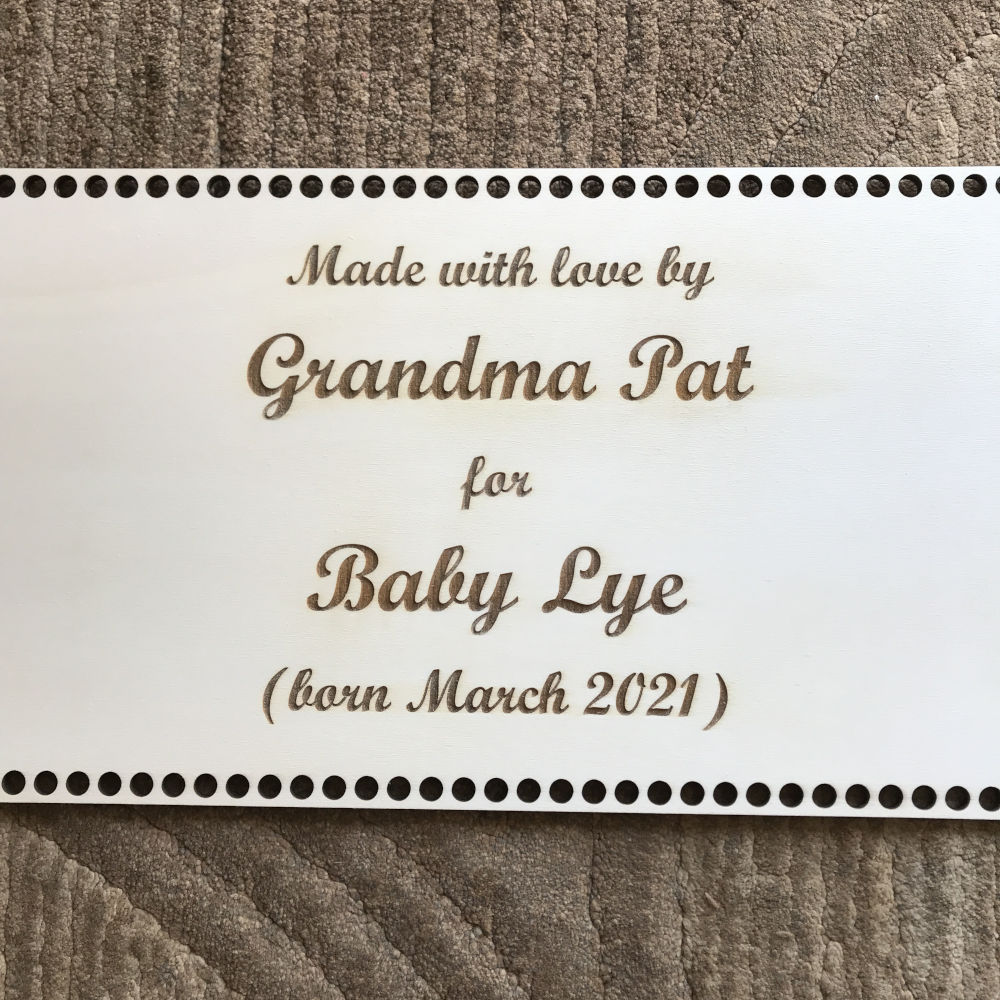 Made with love by
Grandma Pat
for
Baby Lye
(born March 2021)